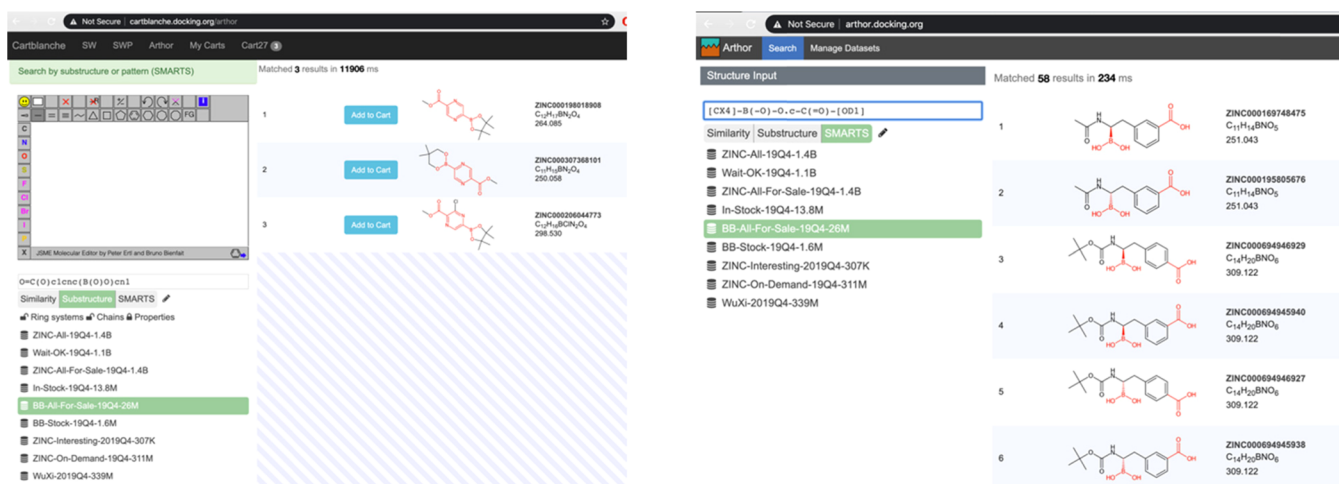 Not Secure | cartblanche.docking.org/arthor
Cartblanche SW SWP Arthor My Carts Cart27 3
Search by substructure or pattern (SMARTS)
Matched 3 results in 11906 ms
FG
C
N
O
S
F
Cl
Br
I
X JSME Molecular Editor by Peter Ertl and Bruno Bienfait
O=C(O)c1cnc(B(O)O)cn1
Similarity Substructure SMARTS
Ring systems Chains Properties
ZINC-All-19Q4-1.4B
Wait-OK-19Q4-1.1B
ZINC-All-For-Sale-19Q4-1.4B
In-Stock-19Q4-13.8M
BB-All-For-Sale-19Q4-26M
BB-Stock-19Q4-1.6M
ZINC-Interesting-2019Q4-307K
ZINC-On-Demand-19Q4-311M
WuXi-2019Q4-339M
1 Add to Cart ZINC000198018908
C12H17BN2O4
264.085
2 Add to Cart ZINC000307368101
C11H15BN2O4
250.058
3 Add to Cart ZINC000206044773
C12H16BClN2O4
298.530
Not Secure | arthor.docking.org
Arthor Search Manage Datasets
Structure Input
Matched 58 results in 234 ms
[CX4]-B(-O)-O.c-C(=O)-[OD1]
Similarity Substructure SMARTS
ZINC-All-19Q4-1.4B
Wait-OK-19Q4-1.1B
ZINC-All-For-Sale-19Q4-1.4B
In-Stock-19Q4-13.8M
BB-All-For-Sale-19Q4-26M
BB-Stock-19Q4-1.6M
ZINC-Interesting-2019Q4-307K
ZINC-On-Demand-19Q4-311M
WuXi-2019Q4-339M
1 ZINC000169748475
C11H14BNO5
251.043
2 ZINC000195805676
C11H14BNO5
251.043
3 ZINC000694946929
C14H20BNO6
309.122
4 ZINC000694945940
C14H20BNO6
309.122
5 ZINC000694946927
C14H20BNO6
309.122
6 ZINC000694945938
C14H20BNO6
309.122